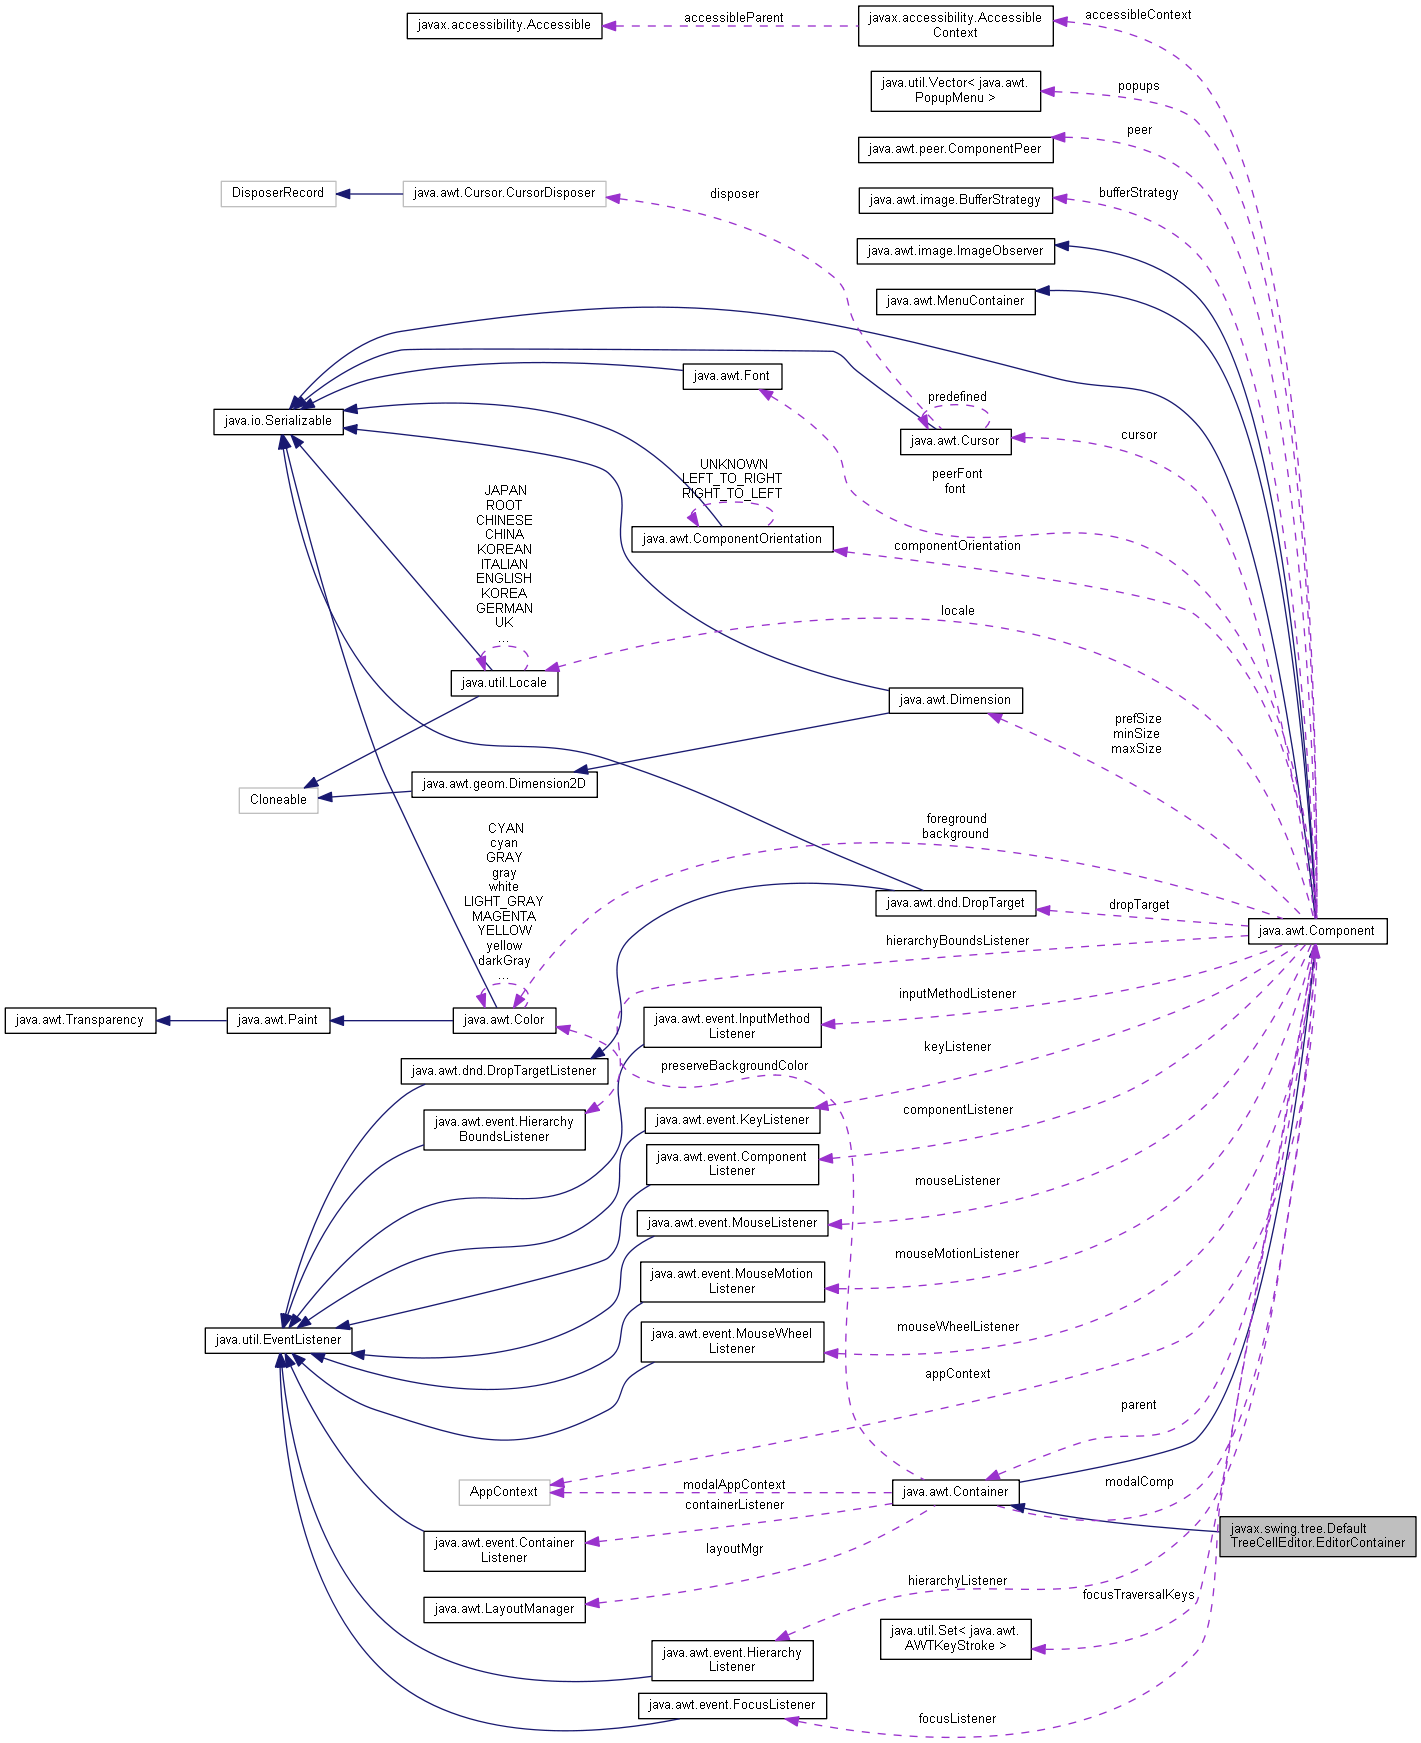 javax.accessibility.Accessible
accessibleParent
javax.accessibility.Accessible
Context
accessibleContext
java.util.Vector< java.awt.
PopupMenu >
popups
java.awt.peer.ComponentPeer
peer
DisposerRecord
java.awt.Cursor.CursorDisposer
disposer
java.awt.image.BufferStrategy
bufferStrategy
java.awt.image.ImageObserver
java.awt.MenuContainer
java.awt.Font
java.io.Serializable
predefined
java.awt.Cursor
cursor
peerFont
font
UNKNOWN
LEFT_TO_RIGHT
RIGHT_TO_LEFT
java.awt.ComponentOrientation
componentOrientation
JAPAN
ROOT
CHINESE
CHINA
KOREAN
ITALIAN
ENGLISH
KOREA
GERMAN
UK
...
java.util.Locale
locale
java.awt.Dimension
prefSize
minSize
maxSize
Cloneable
java.awt.geom.Dimension2D
CYAN
cyan
GRAY
gray
white
LIGHT_GRAY
MAGENTA
YELLOW
yellow
darkGray
...
foreground
background
java.awt.dnd.DropTarget
dropTarget
java.awt.Component
hierarchyBoundsListener
java.awt.Transparency
java.awt.Paint
java.awt.Color
java.awt.event.InputMethod
Listener
inputMethodListener
java.awt.dnd.DropTargetListener
preserveBackgroundColor
keyListener
java.awt.event.Hierarchy
BoundsListener
java.awt.event.KeyListener
componentListener
java.awt.event.Component
Listener
mouseListener
java.awt.event.MouseListener
java.awt.event.MouseMotion
Listener
mouseMotionListener
java.util.EventListener
java.awt.event.MouseWheel
Listener
mouseWheelListener
appContext
parent
AppContext
modalAppContext
java.awt.Container
modalComp
containerListener
java.awt.event.Container
Listener
layoutMgr
javax.swing.tree.Default
TreeCellEditor.EditorContainer
java.awt.LayoutManager
hierarchyListener
focusTraversalKeys
java.util.Set< java.awt.
AWTKeyStroke >
java.awt.event.Hierarchy
Listener
java.awt.event.FocusListener
focusListener